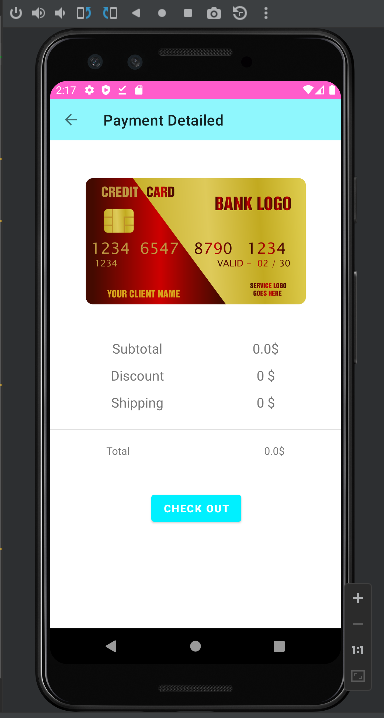 2:17
Payment Detailed
CREDIT CARD
BANK LOGO
1234 6547 8790 1234
1234
VALID - 02 / 30
YOUR CLIENT NAME
SERVICE LOGO
GOES HERE
Subtotal 0.0$
Discount 0 $
Shipping 0 $
Total 0.0$
CHECK OUT
1:1